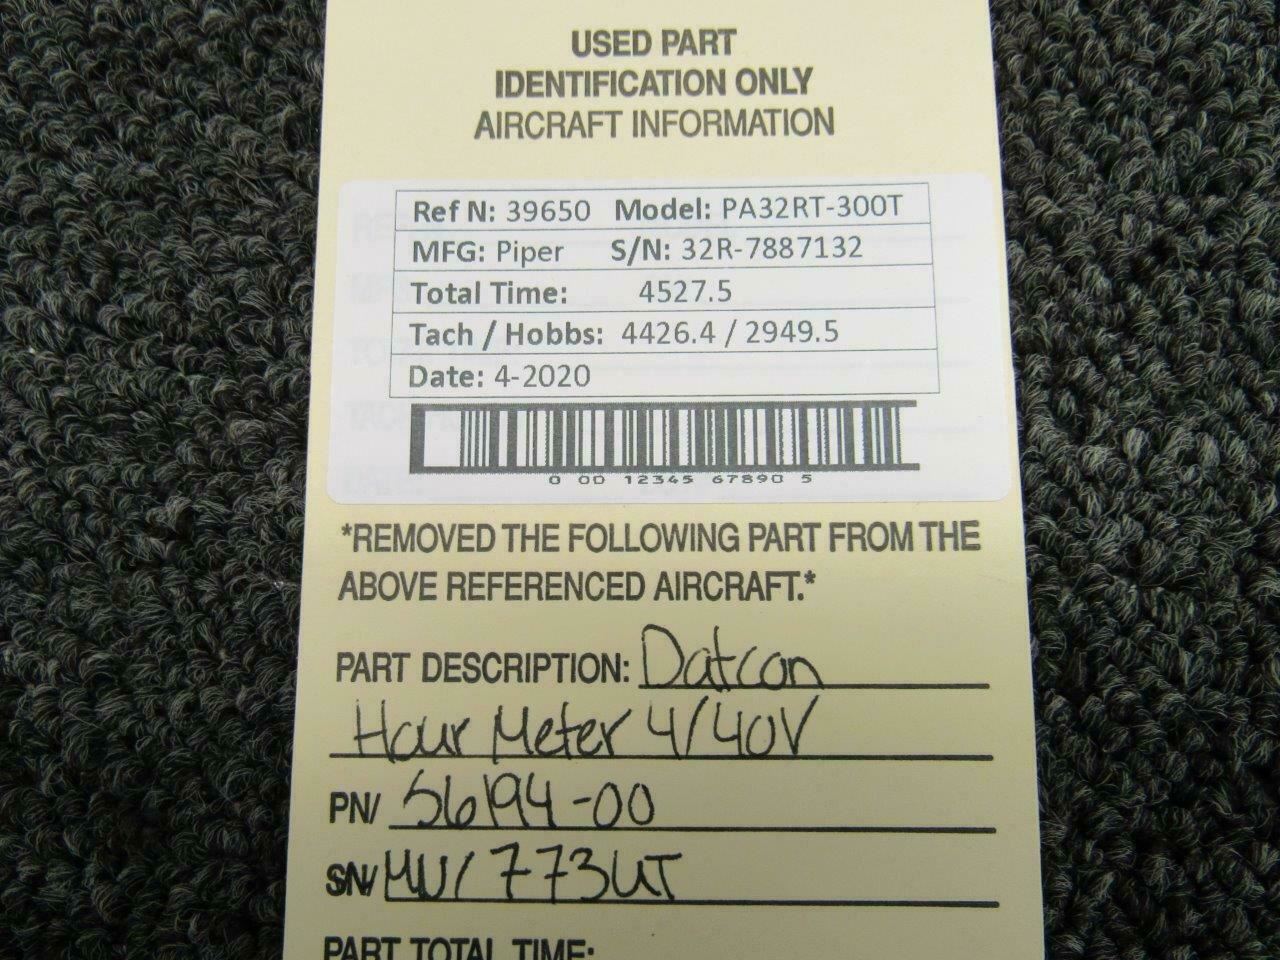 USED PART
IDENTIFICATION ONLY
AIRCRAFT INFORMATION
Ref N: 39650 Model: PA32RT-300T
MFG: Piper S/N: 32R-7887132
Total Time: 4527.5
Tach / Hobbs: 4426.4 / 2949.5
Date: 4-2020
0 00 12345 67890 5
*REMOVED THE FOLLOWING PART FROM THE
ABOVE REFERENCED AIRCRAFT.*
PART DESCRIPTION: Datcon
Hour Meter 4/40V
PN/ 56194-00
SN/ MU/773UT
PART TOTAL TIME: